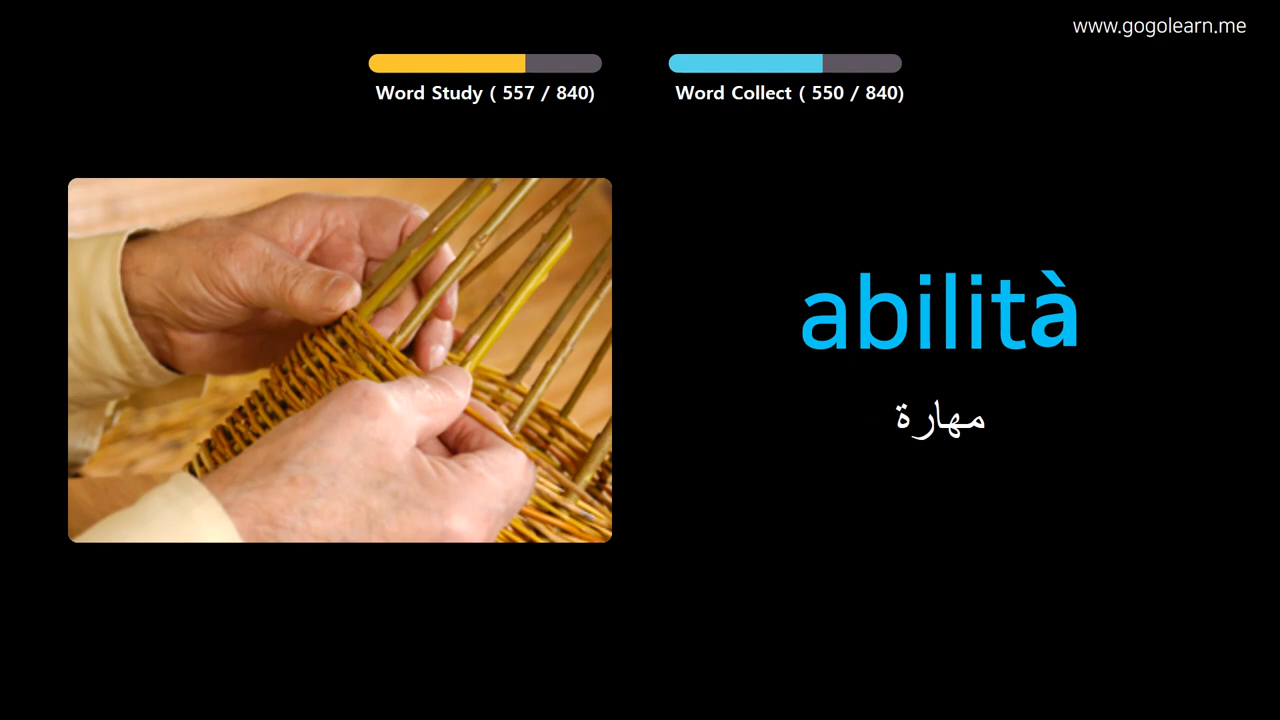 www.gogolearn.me
Word Study ( 557 / 840)
Word Collect ( 550 / 840)
abilità
مهارة